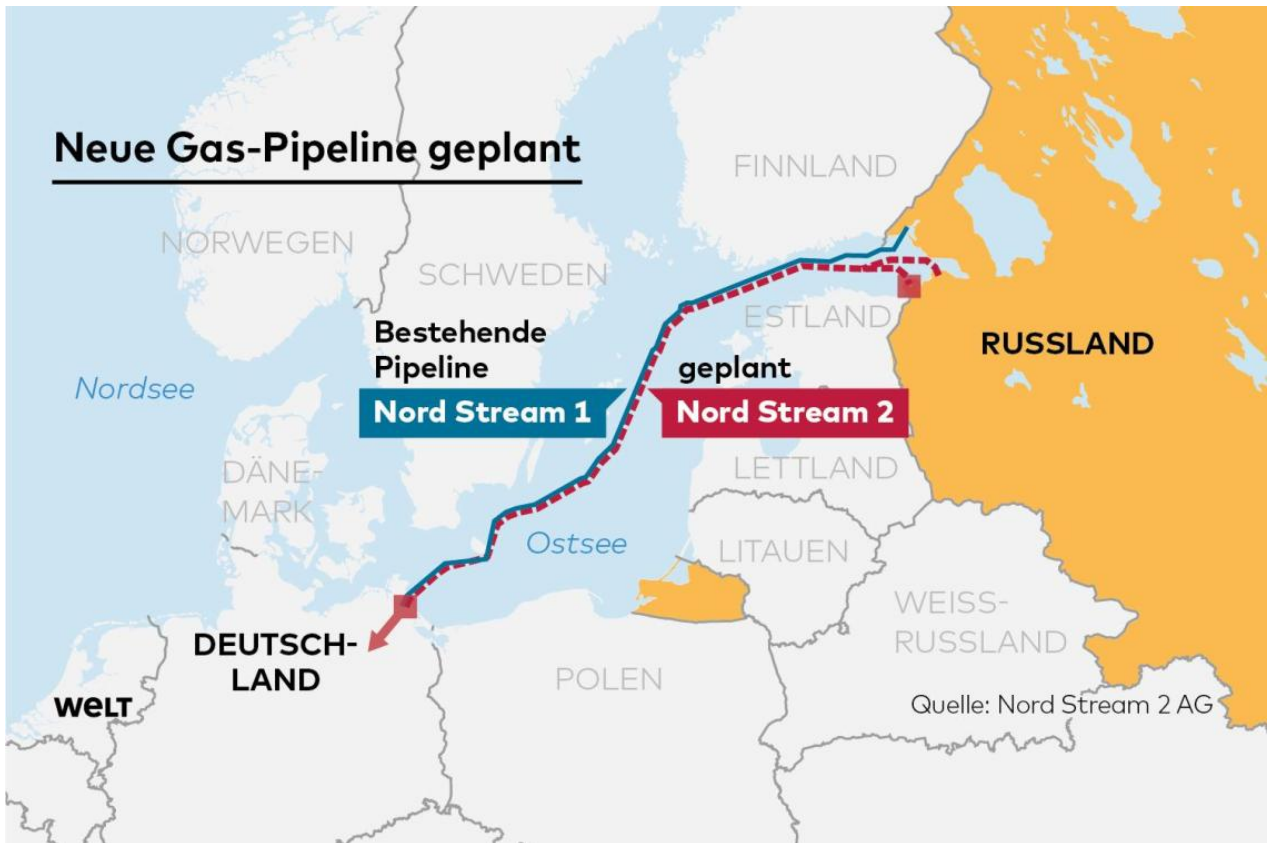 Neue Gas-Pipeline geplant
FINNLAND
NORWEGEN
SCHWEDEN
ESTLAND
Bestehende
Pipeline
Nord Stream 1
geplant
Nord Stream 2
RUSSLAND
Nordsee
DÄNE-
MARK
LETTLAND
Ostsee
LITAUEN
WEISS-
RUSSLAND
DEUTSCH-
LAND
POLEN
WELT
Quelle: Nord Stream 2 AG